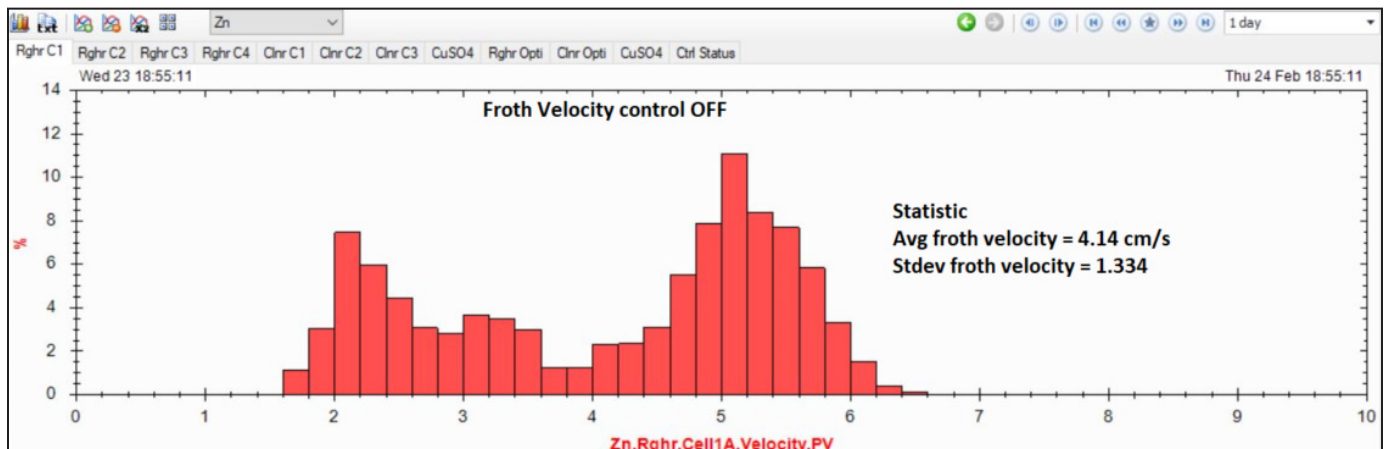 Ext X2 Zn 1 day
Rghr C1 Rghr C2 Rghr C3 Rghr C4 Clnr C1 Clnr C2 Clnr C3 CuSO4 Rghr Opti Clnr Opti CuSO4 Ctrl Status
Wed 23 18:55:11 Thu 24 Feb 18:55:11
Froth Velocity control OFF
Statistic
Avg froth velocity = 4.14 cm/s
Stdev froth velocity = 1.334
%
14
12
10
8
6
4
2
0
0 1 2 3 4 5 6 7 8 9 10
Zn.Rghr.Cell1A.Velocity.PV